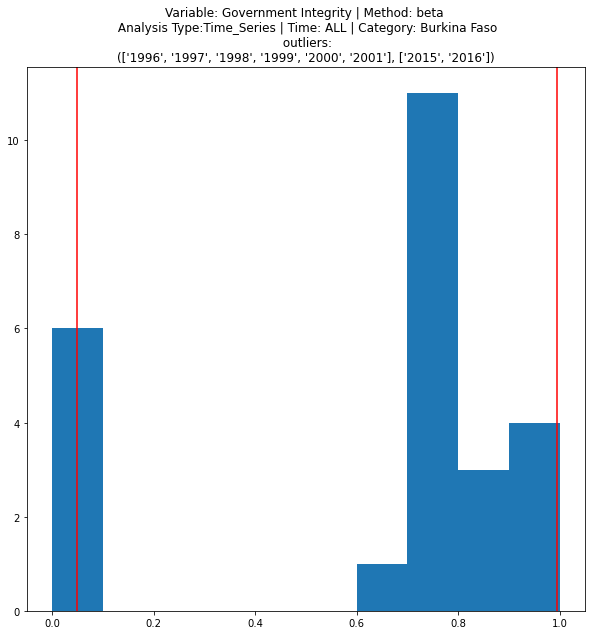 Variable: Government Integrity | Method: beta
Analysis Type:Time_Series | Time: ALL | Category: Burkina Faso
outliers:
(['1996', '1997', '1998', '1999', '2000', '2001'], ['2015', '2016'])
10
8
6
4
2
0
0.0 0.2 0.4 0.6 0.8 1.0